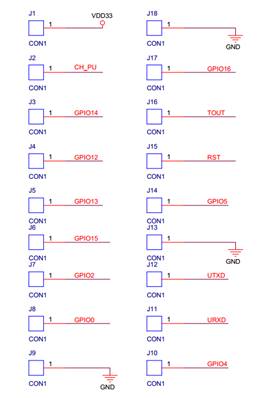 J1
VDD33
1
CON1
J2
CH_PU
1
CON1
J3
GPIO14
1
CON1
J4
GPIO12
1
CON1
J5
GPIO13
1
CON1
J6
GPIO15
1
CON1
J7
GPIO2
1
CON1
J8
GPIO0
1
CON1
J9
1
CON1
GND
J18
1
CON1
GND
J17
GPIO16
1
CON1
J16
TOUT
1
CON1
J15
RST
1
CON1
J14
GPIO5
1
CON1
J13
1
CON1
GND
J12
UTXD
1
CON1
J11
URXD
1
CON1
J10
GPIO4
1
CON1